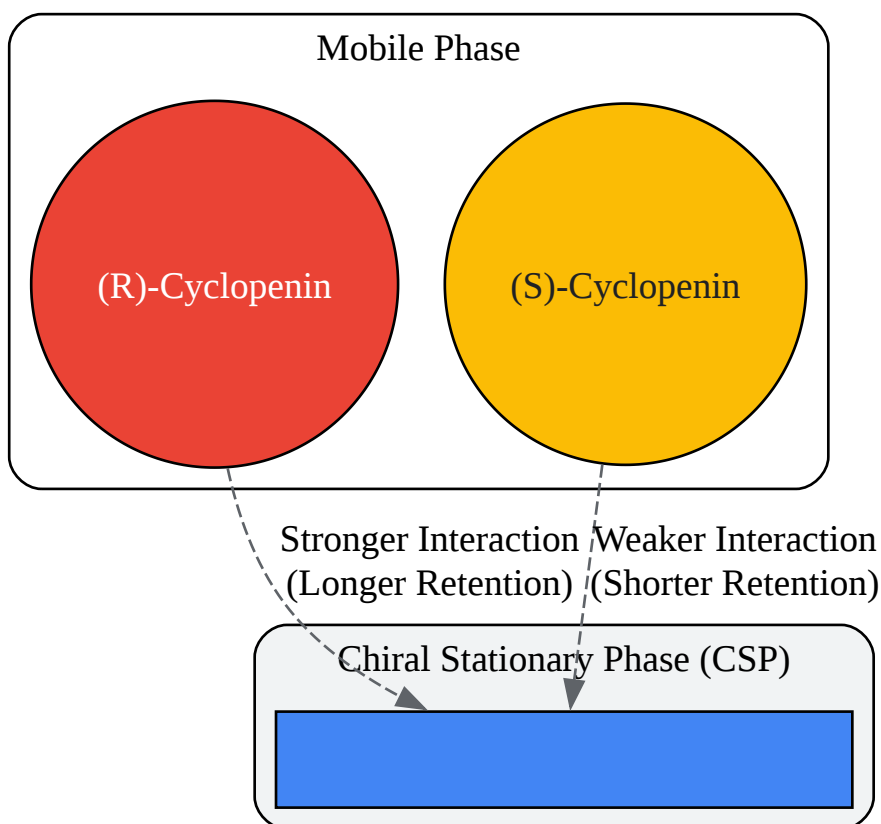 Mobile Phase
(R)-Cyclopenin
(S)-Cyclopenin
Stronger Interaction
(Longer Retention)
Weaker Interaction
(Shorter Retention)
Chiral Stationary Phase (CSP)